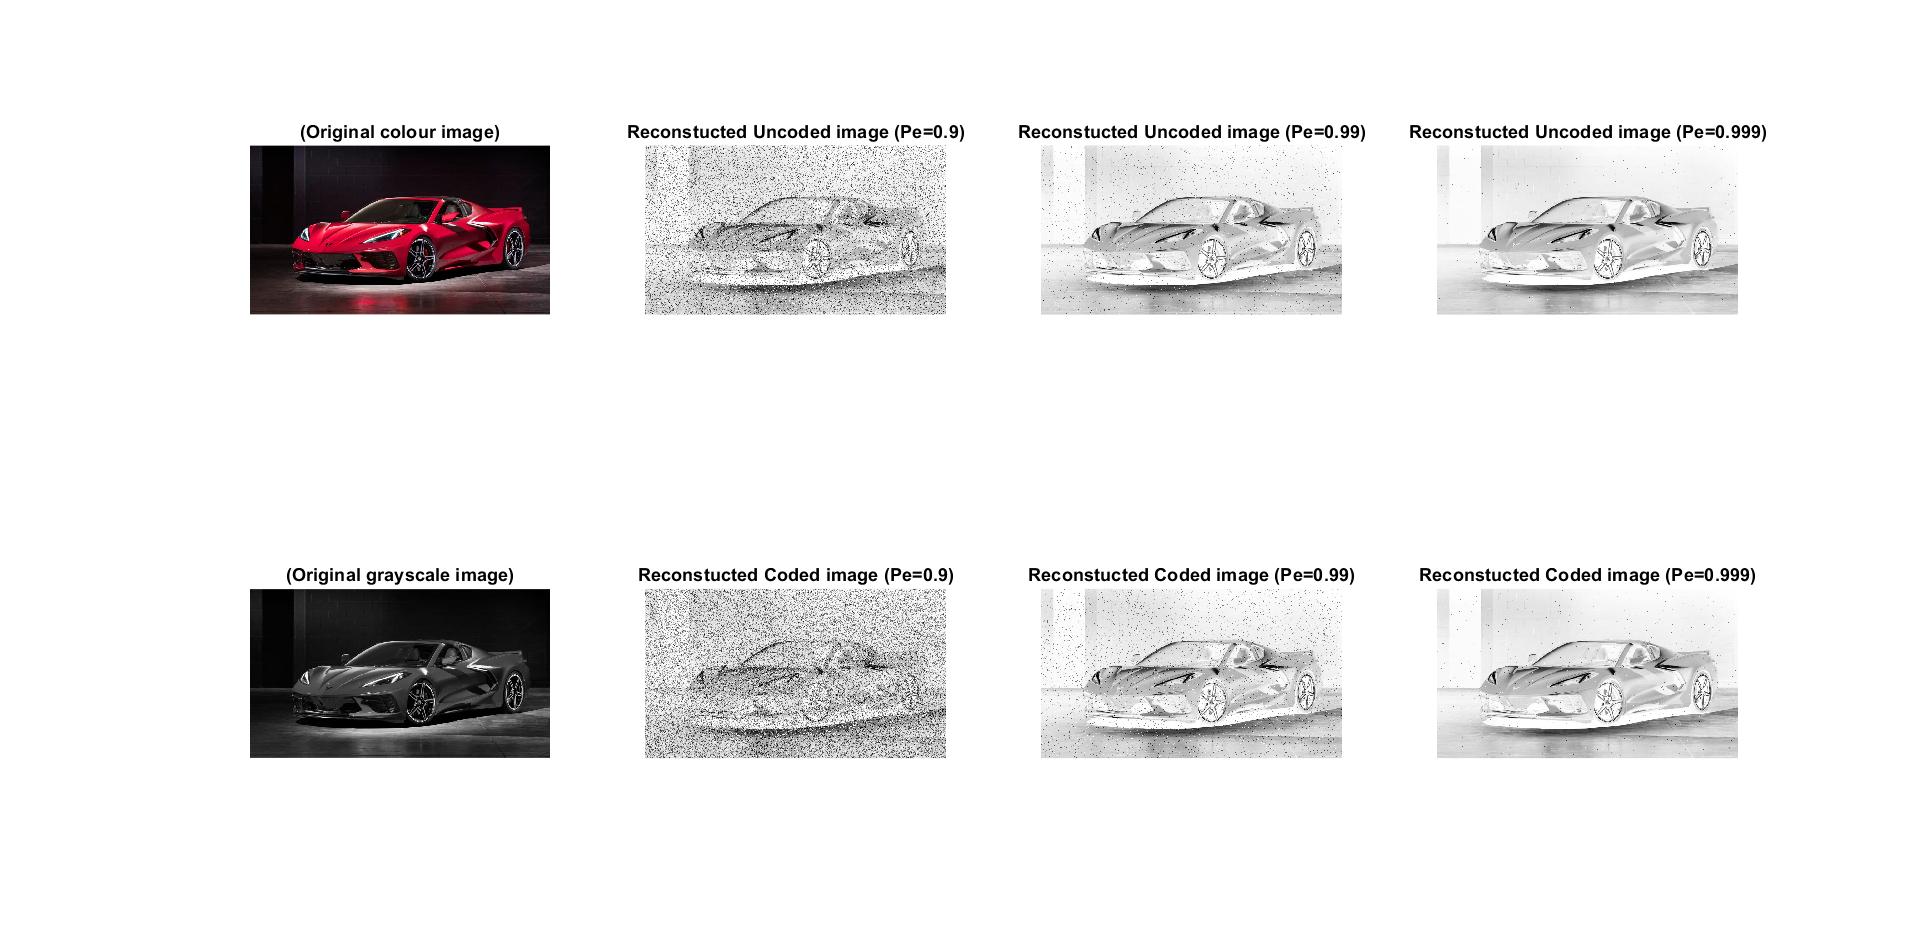 (Original colour image)
Reconstucted Uncoded image (Pe=0.9)
Reconstucted Uncoded image (Pe=0.99)
Reconstucted Uncoded image (Pe=0.999)
(Original grayscale image)
Reconstucted Coded image (Pe=0.9)
Reconstucted Coded image (Pe=0.99)
Reconstucted Coded image (Pe=0.999)